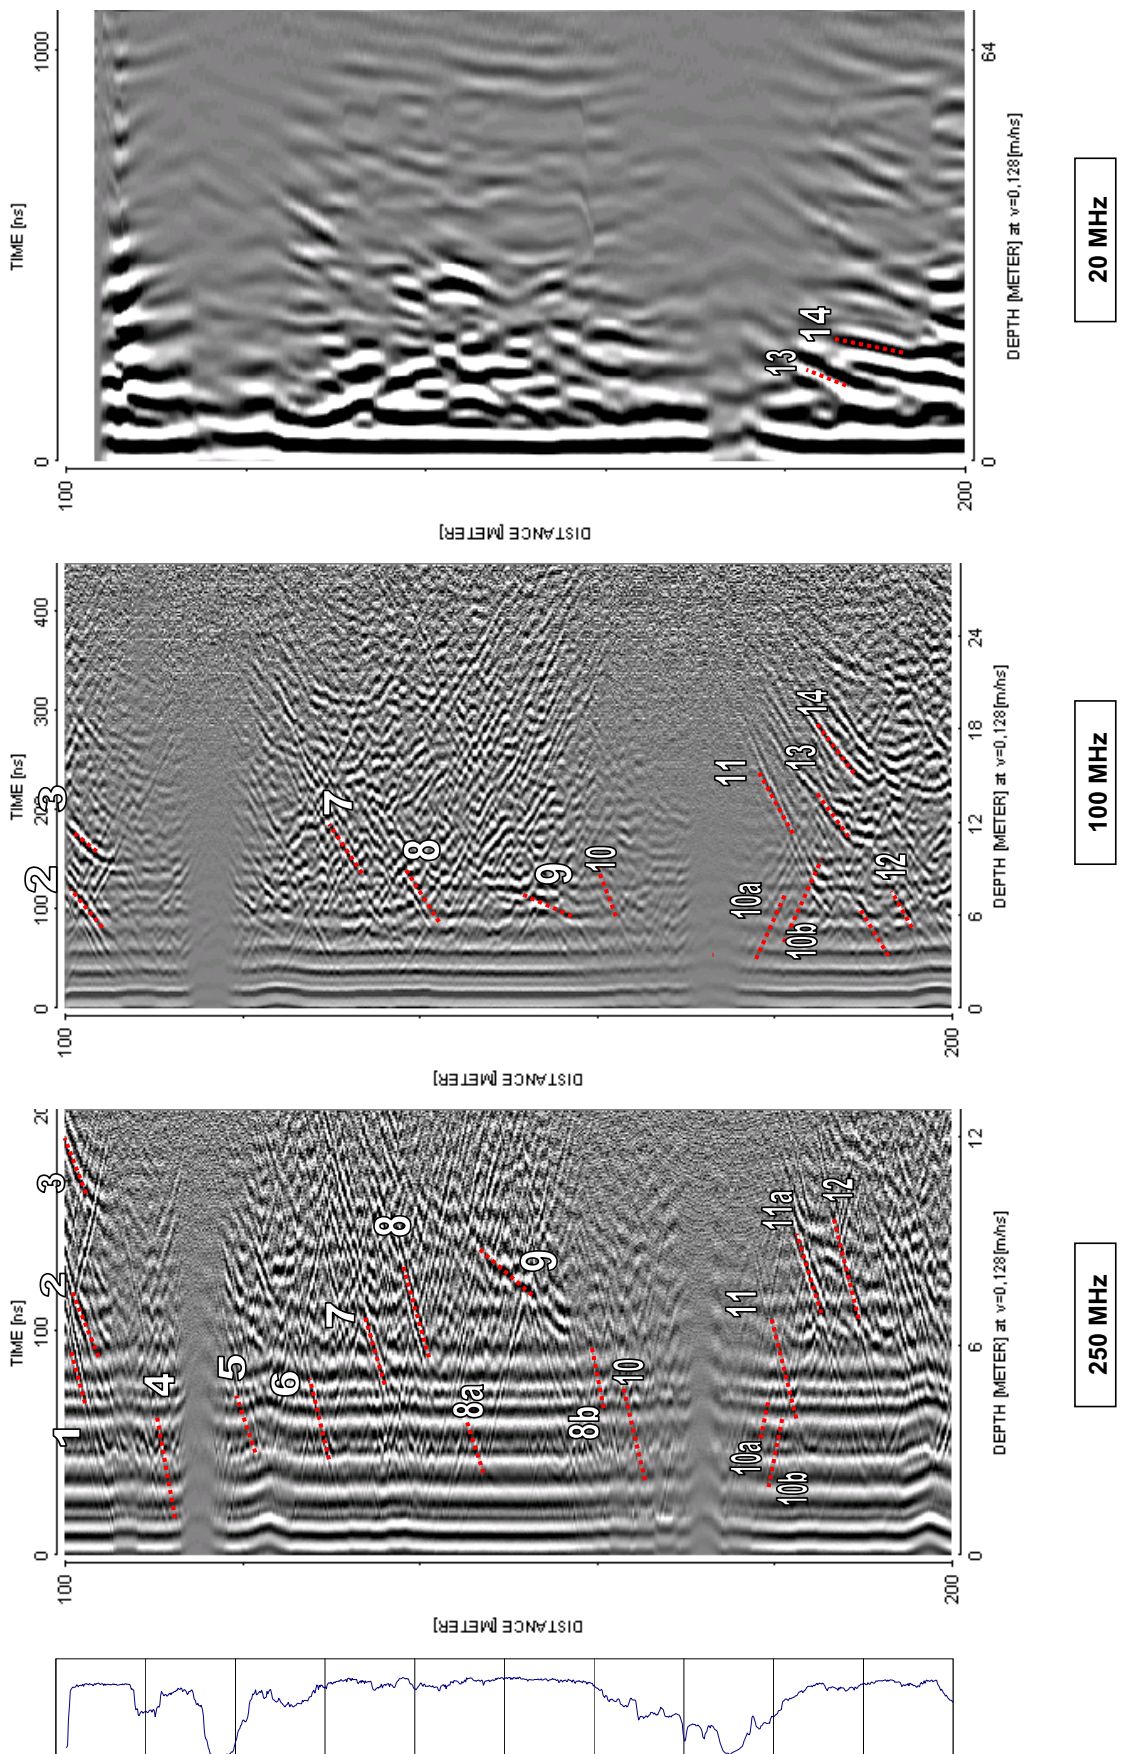 TIME [ns]
0
1000
100
200
DISTANCE [METER]
0
64
DEPTH [METER] at v=0,128[m/ns]
13
14
20 MHz
TIME [ns]
0
100
200
300
400
100
200
DISTANCE [METER]
0
6
12
18
24
DEPTH [METER] at v=0,128[m/ns]
2
3
7
8
9
10
10a
10b
11
12
13
14
100 MHz
TIME [ns]
0
100
20
100
200
DISTANCE [METER]
0
6
12
DEPTH [METER] at v=0,128[m/ns]
1
2
3
4
5
6
7
8
8a
8b
9
10
10a
10b
11
11a
12
250 MHz